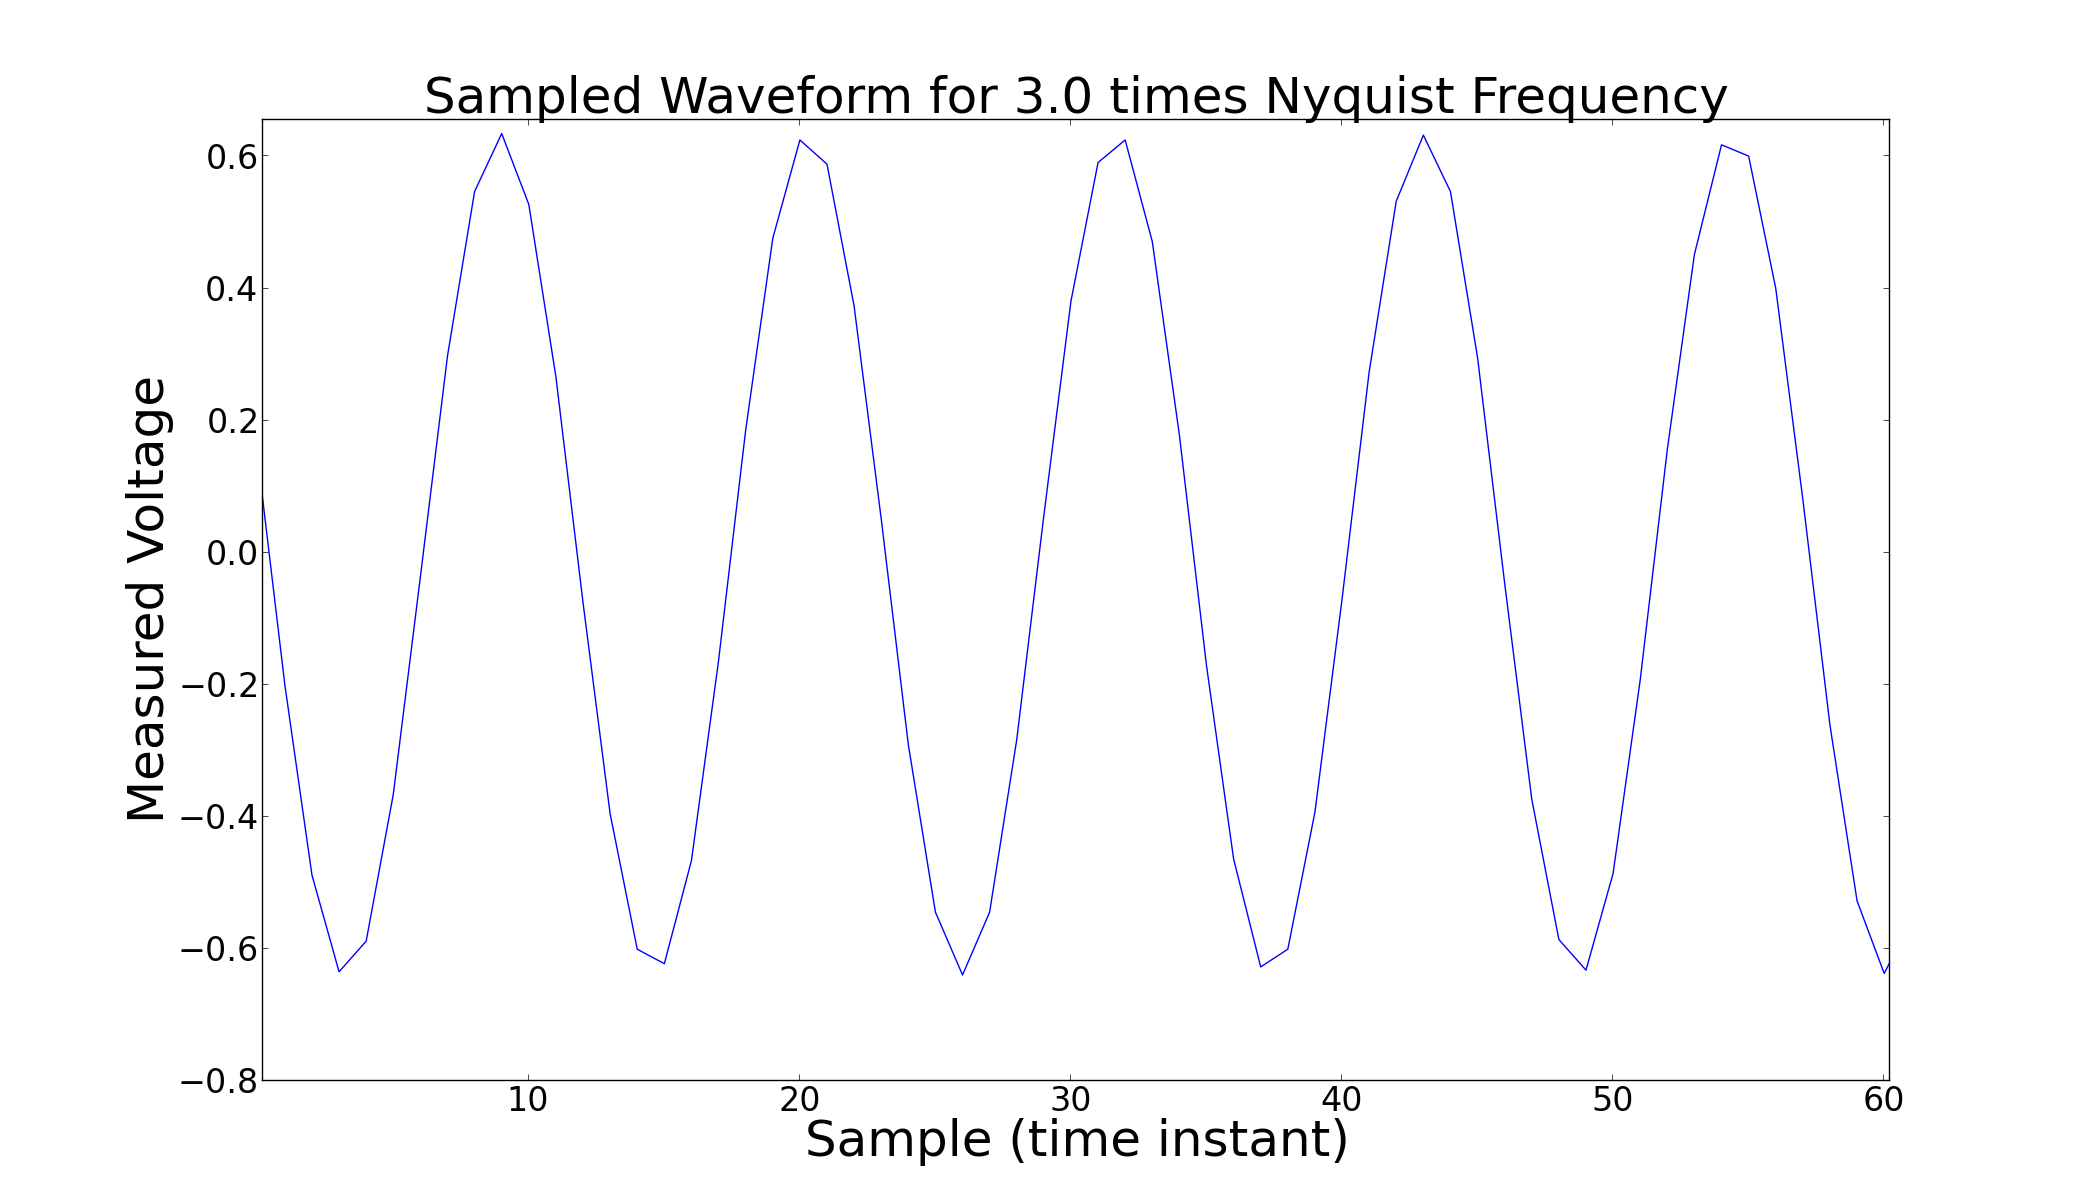 Sampled Waveform for 3.0 times Nyquist Frequency
Measured Voltage
0.6
0.4
0.2
0.0
−0.2
−0.4
−0.6
−0.8
10 20 30 40 50 60
Sample (time instant)